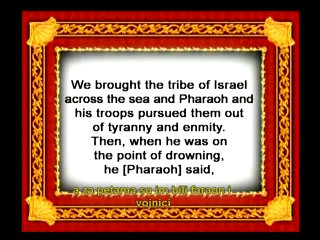 We brought the tribe of Israel
across the sea and Pharaoh and
his troops pursued them out
of tyranny and enmity.
Then, when he was on
the point of drowning,
he [Pharaoh] said,
a za petama su im bili faraon i
vojnici